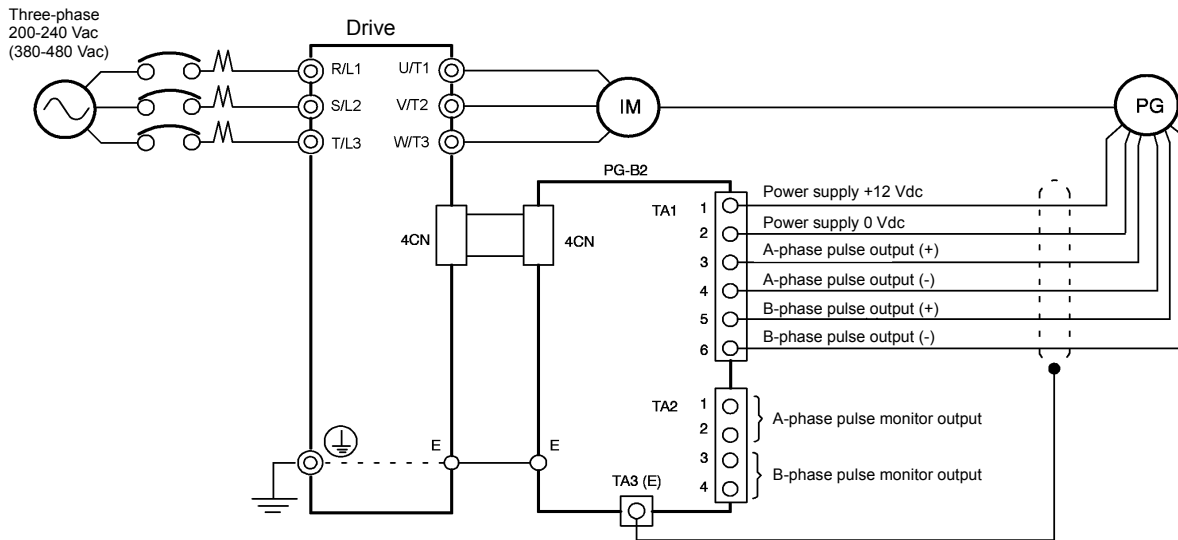 Three-phase
200-240 Vac
(380-480 Vac)
Drive
R/L1
U/T1
S/L2
V/T2
T/L3
W/T3
IM
PG
PG-B2
TA1
1
Power supply +12 Vdc
2
Power supply 0 Vdc
3
A-phase pulse output (+)
4
A-phase pulse output (-)
5
B-phase pulse output (+)
6
B-phase pulse output (-)
4CN
4CN
TA2
1
2
A-phase pulse monitor output
3
4
B-phase pulse monitor output
E
E
TA3 (E)